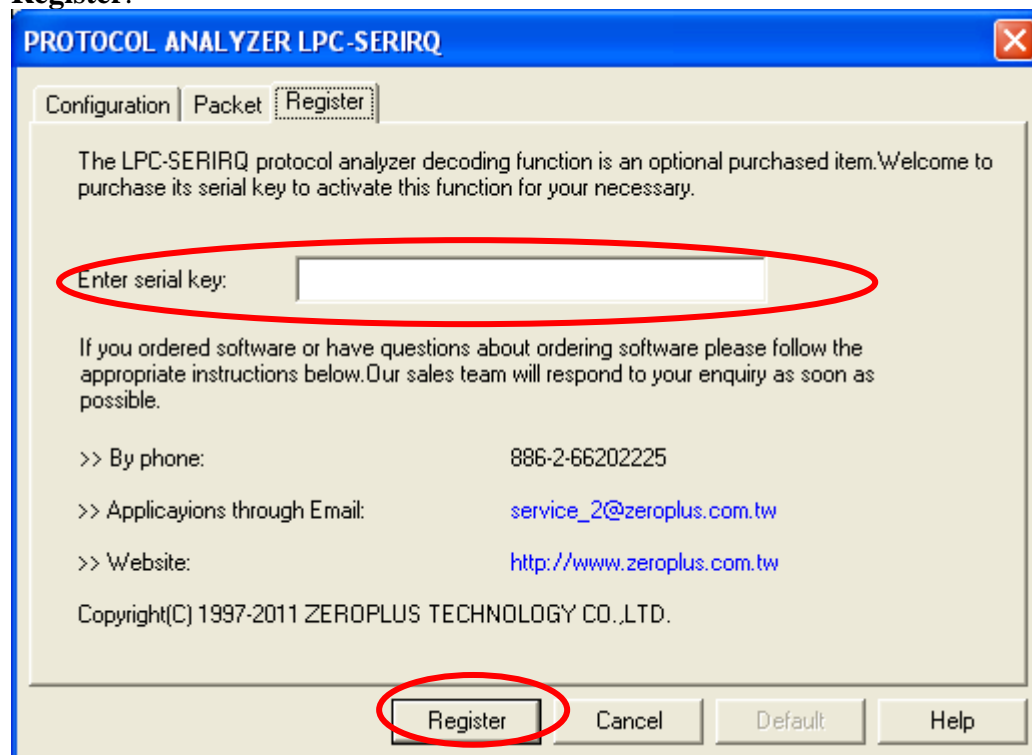 Register.
PROTOCOL ANALYZER LPC-SERIRQ
Configuration Packet Register
The LPC-SERIRQ protocol analyzer decoding function is an optional purchased item.Welcome to
purchase its serial key to activate this function for your necessary.
Enter serial key:
If you ordered software or have questions about ordering software please follow the
appropriate instructions below.Our sales team will respond to your enquiry as soon as
possible.
>> By phone: 886-2-66202225
>> Applicayions through Email: service_2@zeroplus.com.tw
>> Website: http://www.zeroplus.com.tw
Copyright(C) 1997-2011 ZEROPLUS TECHNOLOGY CO.,LTD.
Register Cancel Default Help